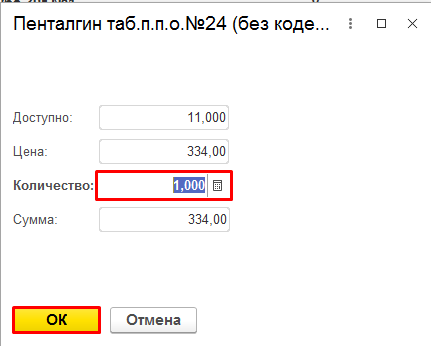 Пенталгин таб.п.п.о.№24 (без коде...
Доступно: 11,000
Цена: 334,00
Количество: 1,000
Сумма: 334,00
ОК Отмена